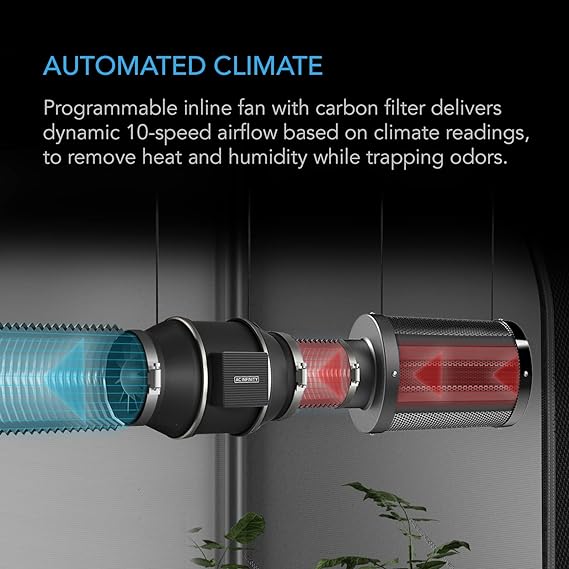 AUTOMATED CLIMATE
Programmable inline fan with carbon filter delivers
dynamic 10-speed airflow based on climate readings,
to remove heat and humidity while trapping odors.
AC INFINITY